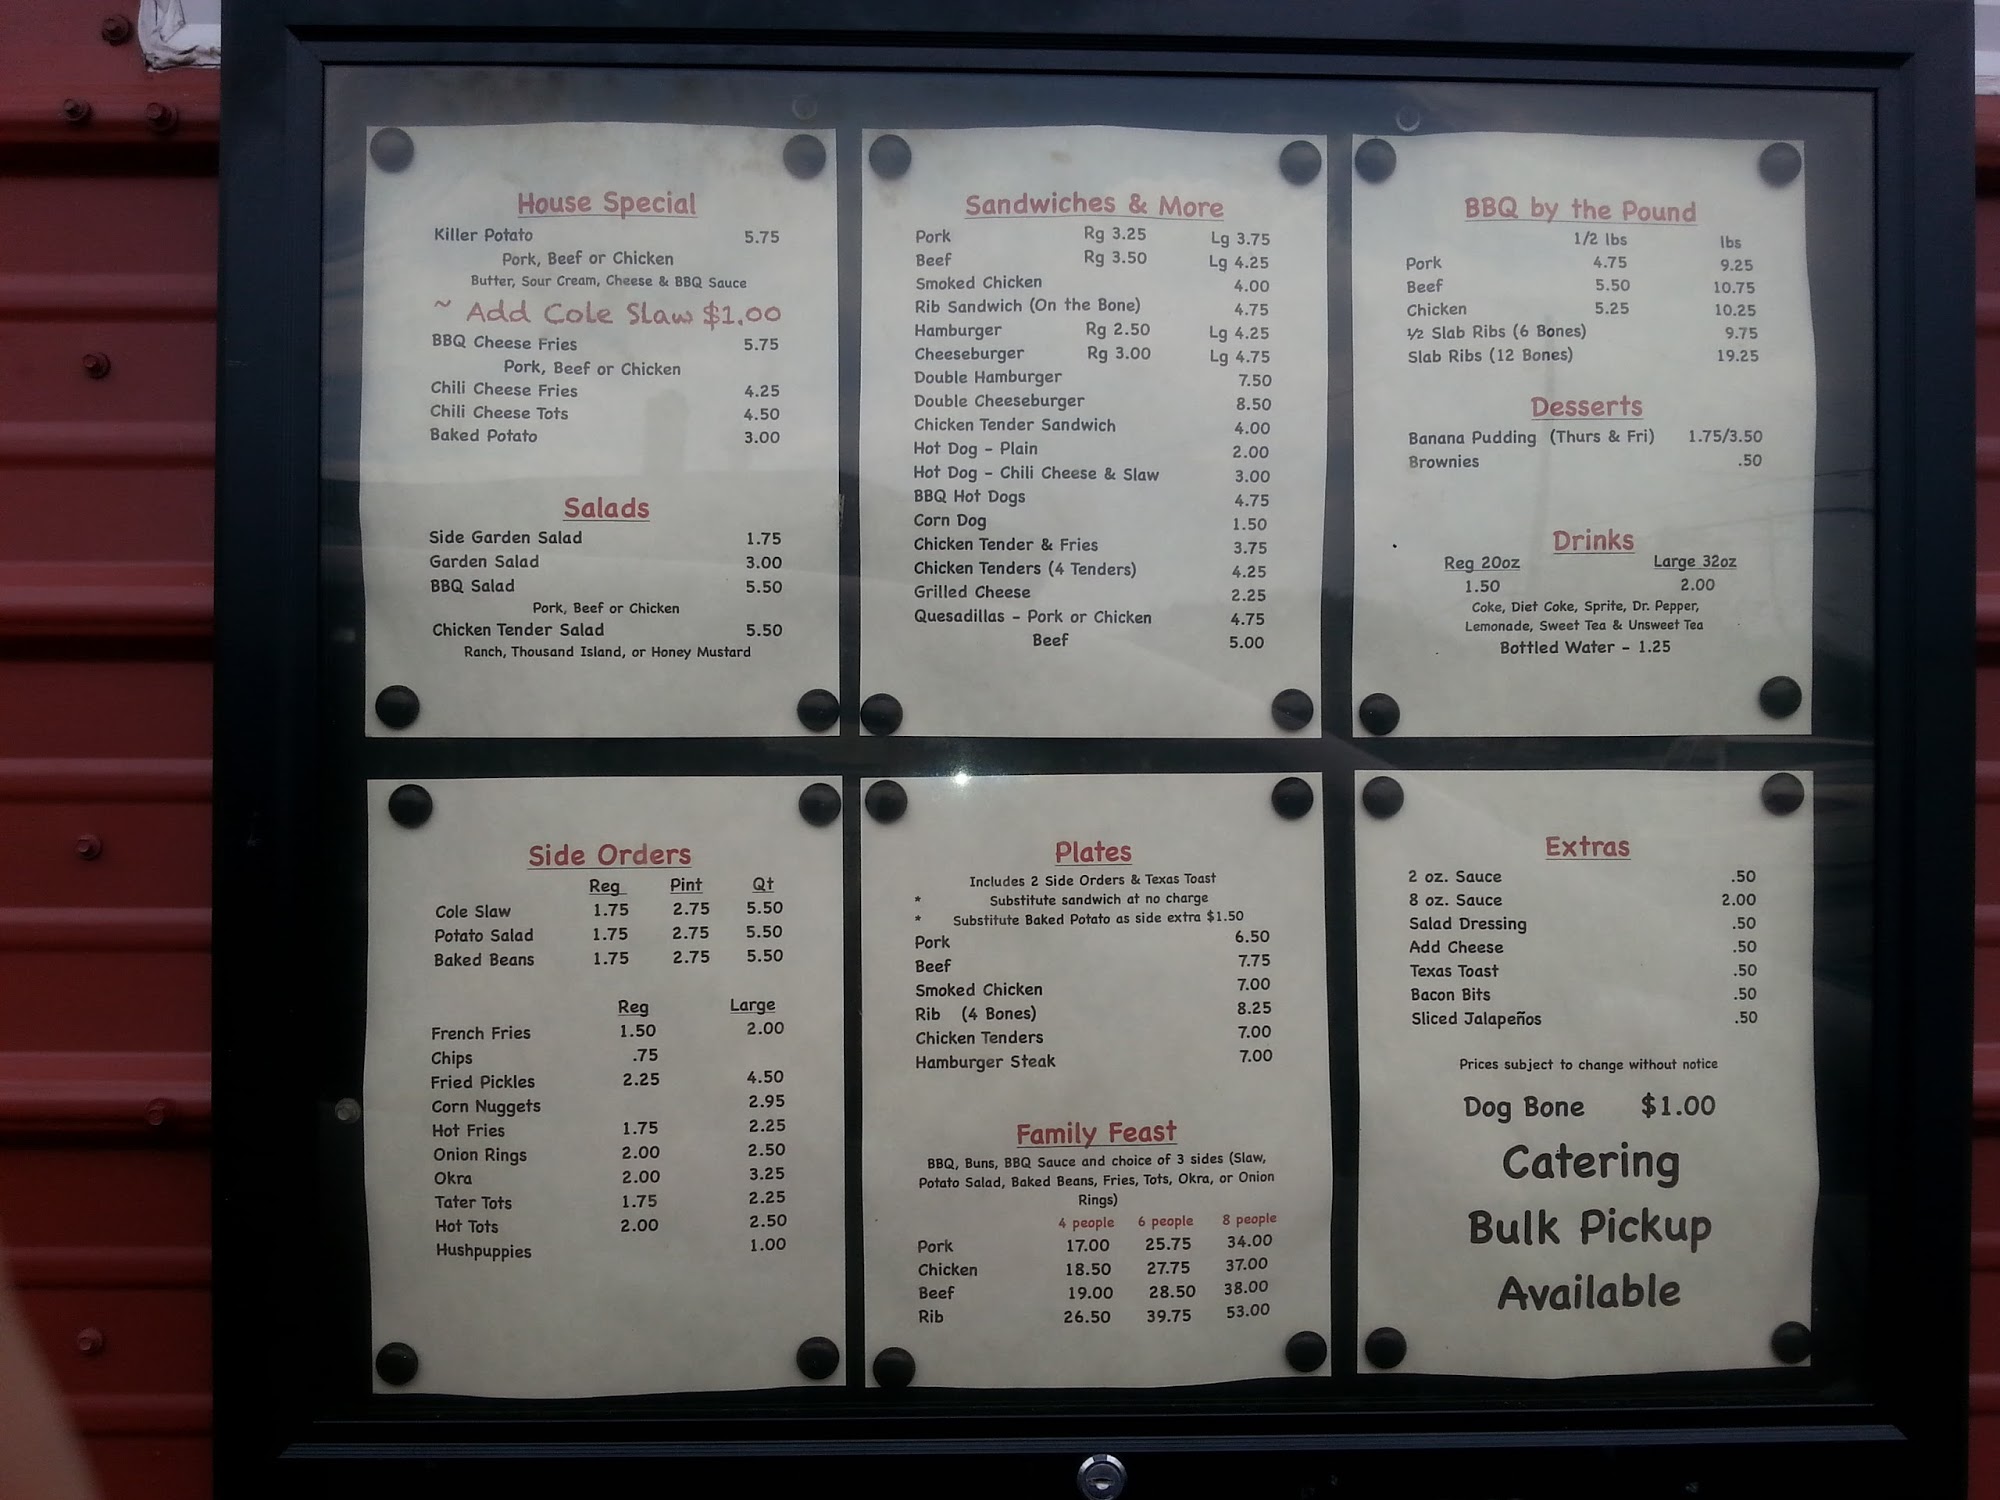 House Special
Killer Potato 5.75
Pork, Beef or Chicken
Butter, Sour Cream, Cheese & BBQ Sauce
~ Add Cole Slaw $1.00
BBQ Cheese Fries 5.75
Pork, Beef or Chicken
Chili Cheese Fries 4.25
Chili Cheese Tots 4.50
Baked Potato 3.00
Salads
Side Garden Salad 1.75
Garden Salad 3.00
BBQ Salad 5.50
Pork, Beef or Chicken
Chicken Tender Salad 5.50
Ranch, Thousand Island, or Honey Mustard
Sandwiches & More
Pork Rg 3.25 Lg 3.75
Beef Rg 3.50 Lg 4.25
Smoked Chicken 4.00
Rib Sandwich (On the Bone) 4.75
Hamburger Rg 2.50 Lg 4.25
Cheeseburger Rg 3.00 Lg 4.75
Double Hamburger 7.50
Double Cheeseburger 8.50
Chicken Tender Sandwich 4.00
Hot Dog - Plain 2.00
Hot Dog - Chili Cheese & Slaw 3.00
BBQ Hot Dogs 4.75
Corn Dog 1.50
Chicken Tender & Fries 3.75
Chicken Tenders (4 Tenders) 4.25
Grilled Cheese 2.25
Quesadillas - Pork or Chicken 4.75
Beef 5.00
BBQ by the Pound
1/2 lbs lbs
Pork 4.75 9.25
Beef 5.50 10.75
Chicken 5.25 10.25
1/2 Slab Ribs (6 Bones) 9.75
Slab Ribs (12 Bones) 19.25
Desserts
Banana Pudding (Thurs & Fri) 1.75/3.50
Brownies .50
Drinks
Reg 20oz Large 32oz
1.50 2.00
Coke, Diet Coke, Sprite, Dr. Pepper,
Lemonade, Sweet Tea & Unsweet Tea
Bottled Water - 1.25
Side Orders
Reg Pint Qt
Cole Slaw 1.75 2.75 5.50
Potato Salad 1.75 2.75 5.50
Baked Beans 1.75 2.75 5.50
Reg Large
French Fries 1.50 2.00
Chips .75
Fried Pickles 2.25 4.50
Corn Nuggets 2.95
Hot Fries 1.75 2.25
Onion Rings 2.00 2.50
Okra 2.00 3.25
Tater Tots 1.75 2.25
Hot Tots 2.00 2.50
Hushpuppies 1.00
Plates
Includes 2 Side Orders & Texas Toast
* Substitute sandwich at no charge
* Substitute Baked Potato as side extra $1.50
Pork 6.50
Beef 7.75
Smoked Chicken 7.00
Rib (4 Bones) 8.25
Chicken Tenders 7.00
Hamburger Steak 7.00
Family Feast
BBQ, Buns, BBQ Sauce and choice of 3 sides (Slaw,
Potato Salad, Baked Beans, Fries, Tots, Okra, or Onion
Rings)
4 people 6 people 8 people
Pork 17.00 25.75 34.00
Chicken 18.50 27.75 37.00
Beef 19.00 28.50 38.00
Rib 26.50 39.75 53.00
Extras
2 oz. Sauce .50
8 oz. Sauce 2.00
Salad Dressing .50
Add Cheese .50
Texas Toast .50
Bacon Bits .50
Sliced Jalapeños .50
Prices subject to change without notice
Dog Bone $1.00
Catering
Bulk Pickup
Available